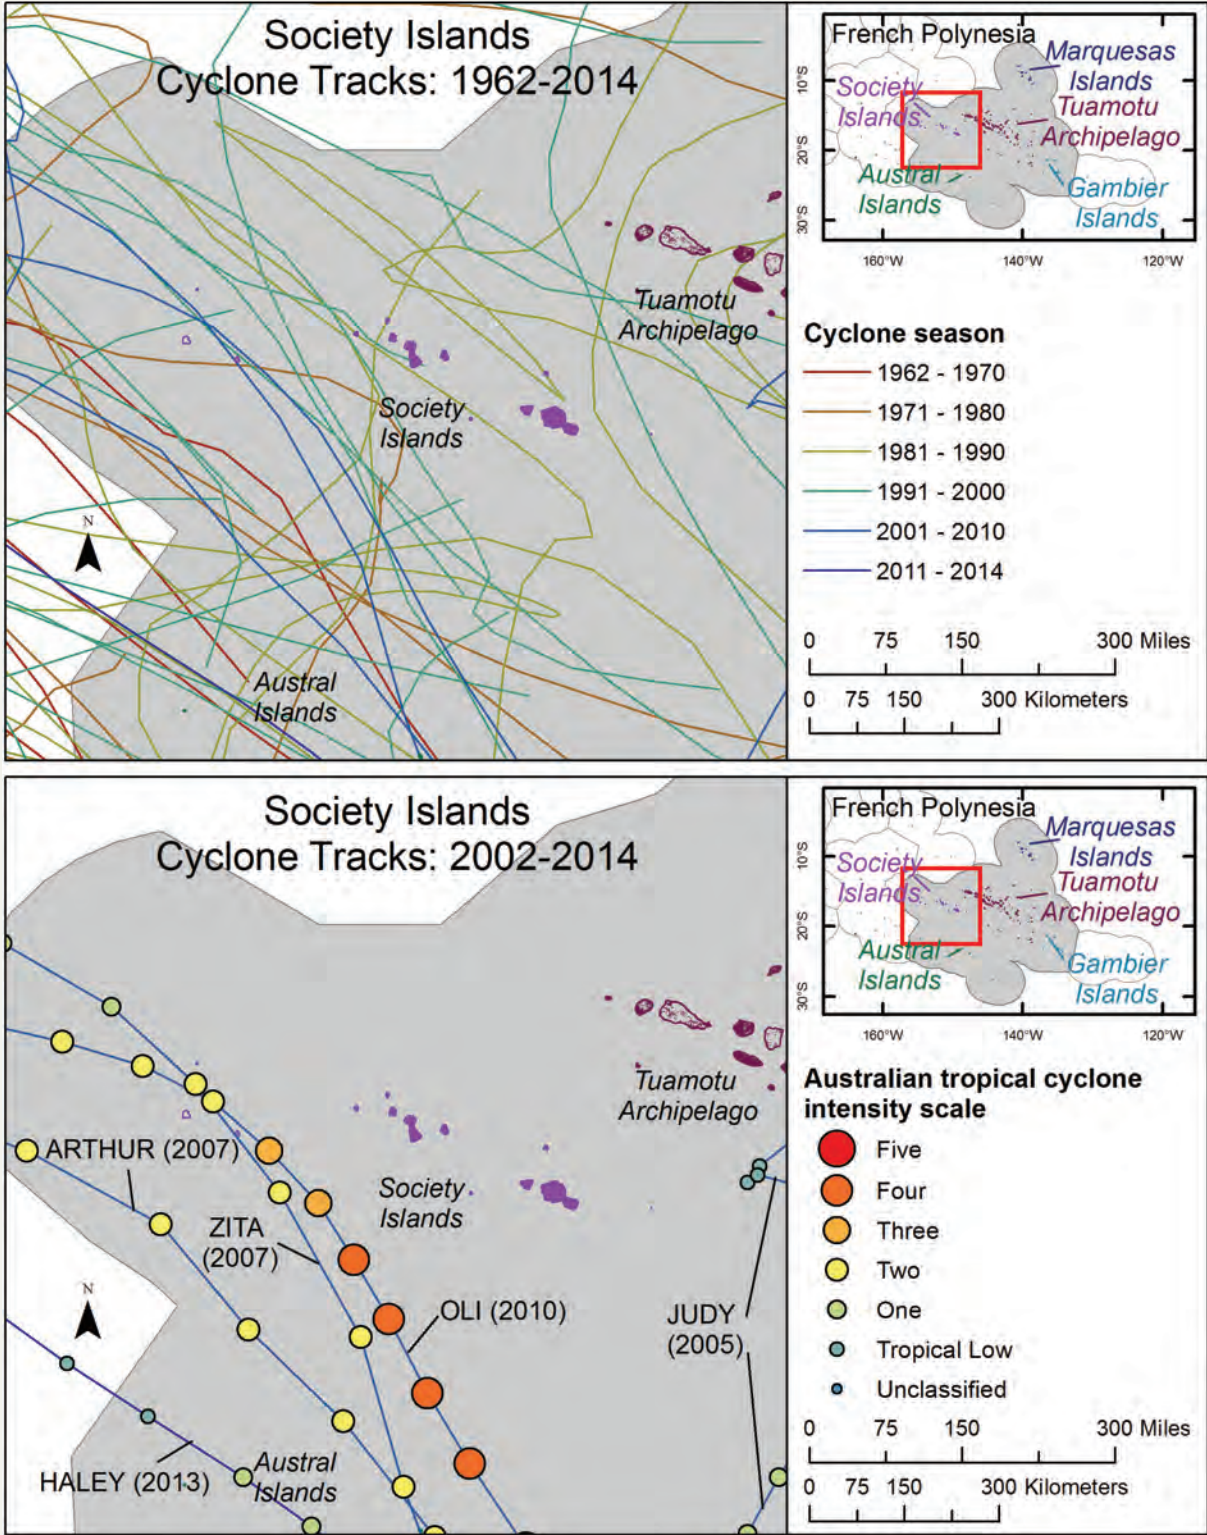 Society Islands
Cyclone Tracks: 1962-2014
Tuamotu
Archipelago
Society
Islands
N
Austral
Islands
French Polynesia
Marquesas
Islands
Society
Islands
Tuamotu
Archipelago
Austral
Islands
Gambier
Islands
10°S
20°S
30°S
160°W
140°W
120°W
Cyclone season
1962 - 1970
1971 - 1980
1981 - 1990
1991 - 2000
2001 - 2010
2011 - 2014
0 75 150 300 Miles
0 75 150 300 Kilometers
Society Islands
Cyclone Tracks: 2002-2014
Tuamotu
Archipelago
ARTHUR (2007)
Society
Islands
ZITA
(2007)
OLI (2010)
JUDY
(2005)
N
HALEY (2013)
Austral
Islands
French Polynesia
Marquesas
Islands
Society
Islands
Tuamotu
Archipelago
Austral
Islands
Gambier
Islands
10°S
20°S
30°S
160°W
140°W
120°W
Australian tropical cyclone
intensity scale
Five
Four
Three
Two
One
Tropical Low
Unclassified
0 75 150 300 Miles
0 75 150 300 Kilometers